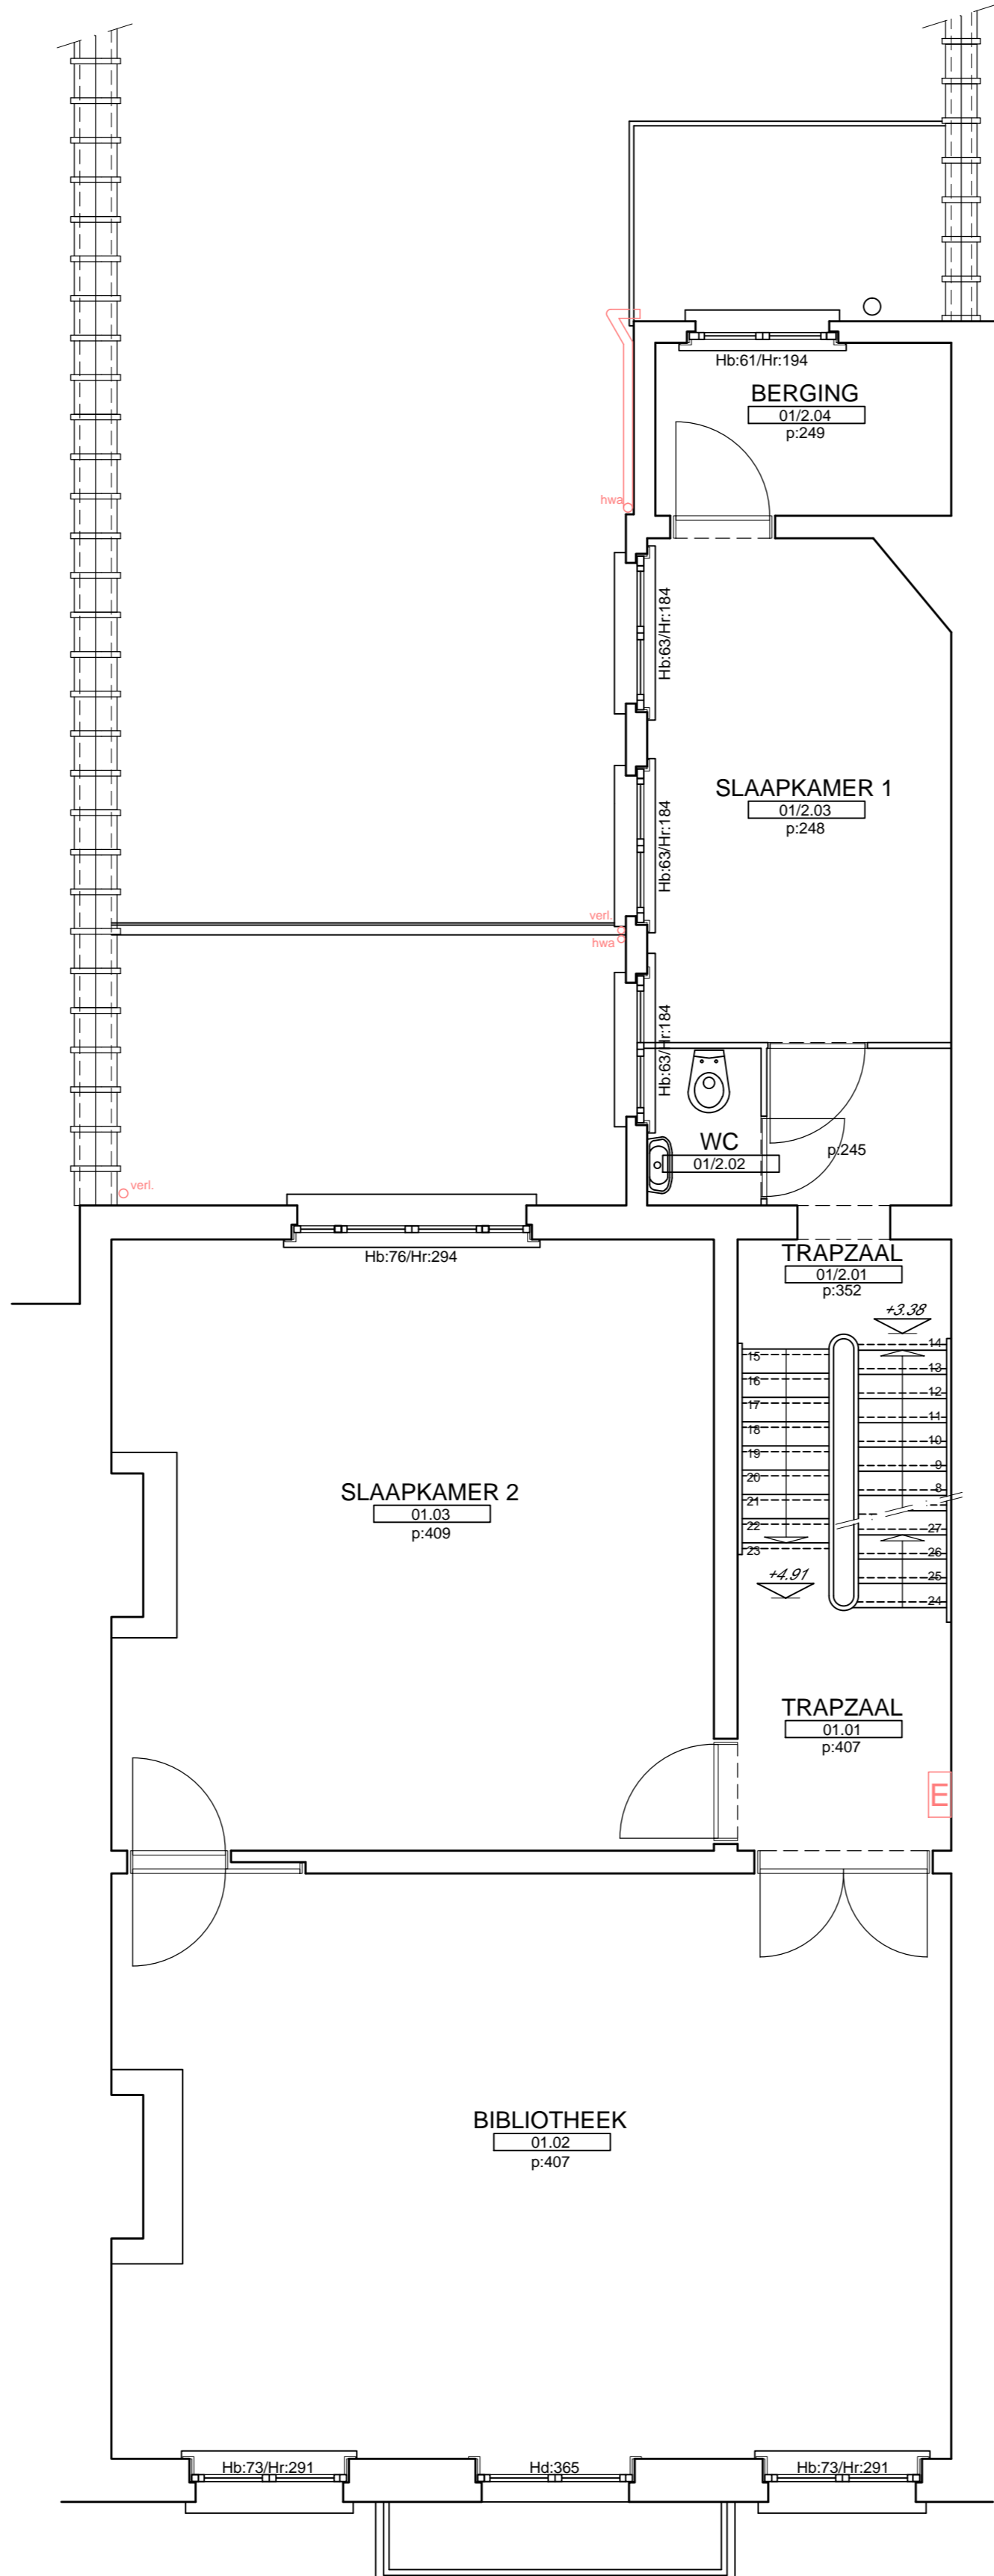 Hb:61/Hr:194
BERGING
01/2.04
p:249
hwa
Hb:63/Hr:184
SLAAPKAMER 1
01/2.03
p:248
Hb:63/Hr:184
verl.
hwa
Hb:63/Hr:184
WC
01/2.02
p:245
verl.
Hb:76/Hr:294
TRAPZAAL
01/2.01
p:352
+3.38
14
15
13
16
12
17
11
18
10
19
9
20
8
21
22
27
23
26
+4.91
25
24
SLAAPKAMER 2
01.03
p:409
TRAPZAAL
01.01
p:407
E
BIBLIOTHEEK
01.02
p:407
Hb:73/Hr:291
Hd:365
Hb:73/Hr:291